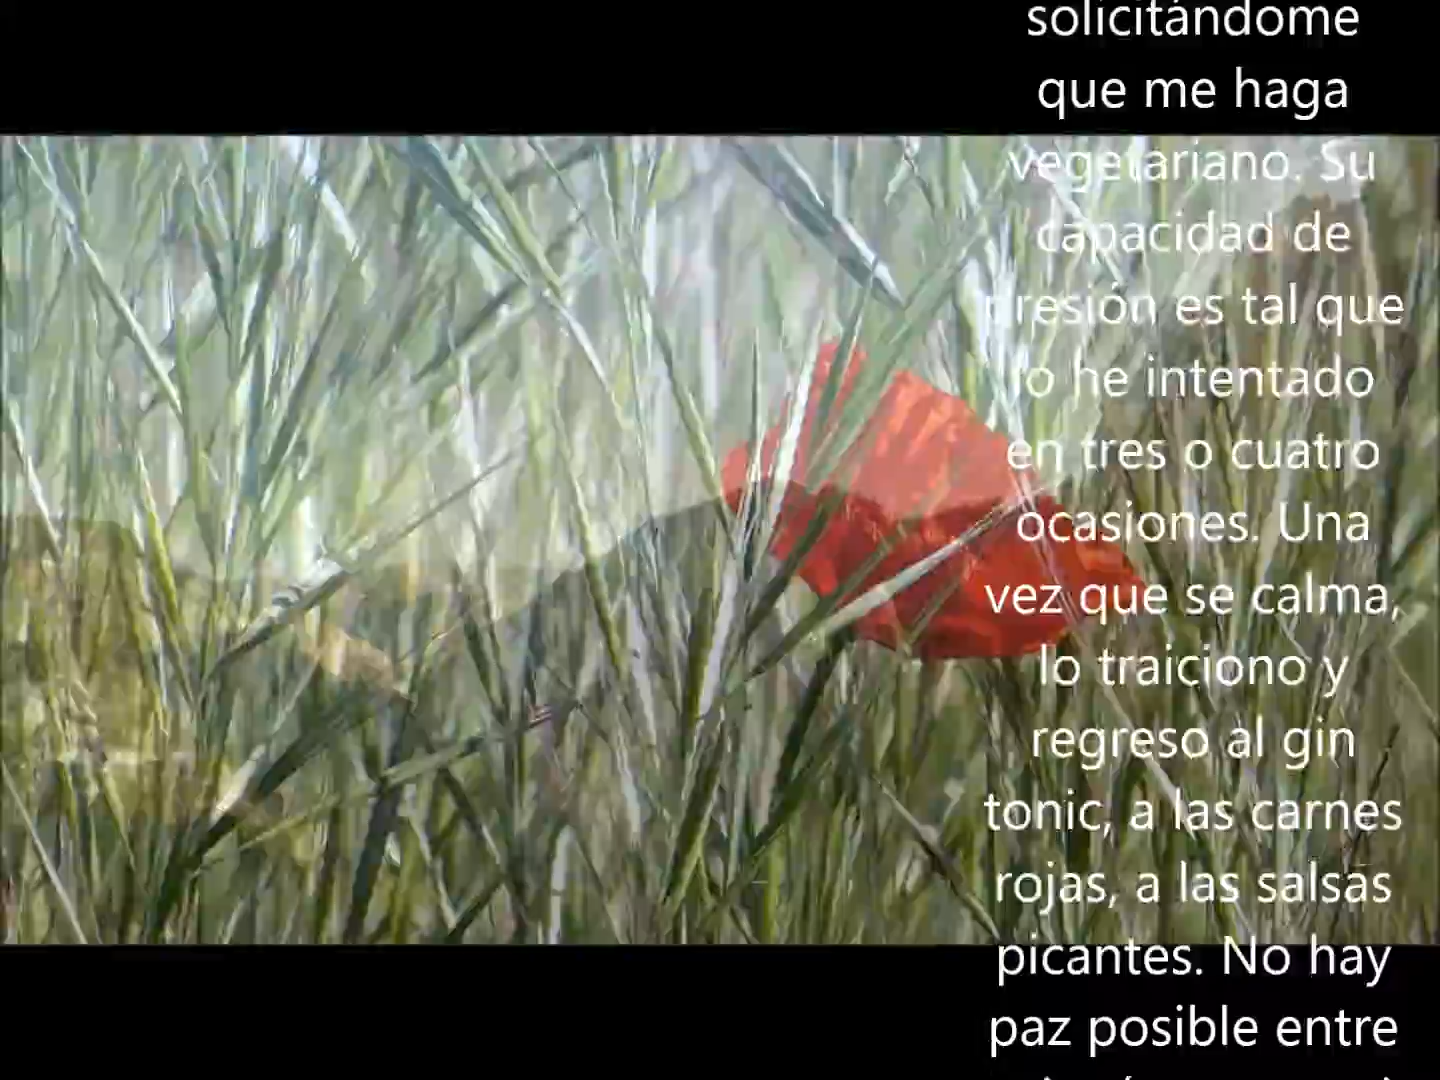 solicitándome
que me haga
vegetariano. Su
capacidad de
presión es tal que
lo he intentado
en tres o cuatro
ocasiones. Una
vez que se calma,
lo traiciono y
regreso al gin
tonic, a las carnes
rojas, a las salsas
picantes. No hay
paz posible entre